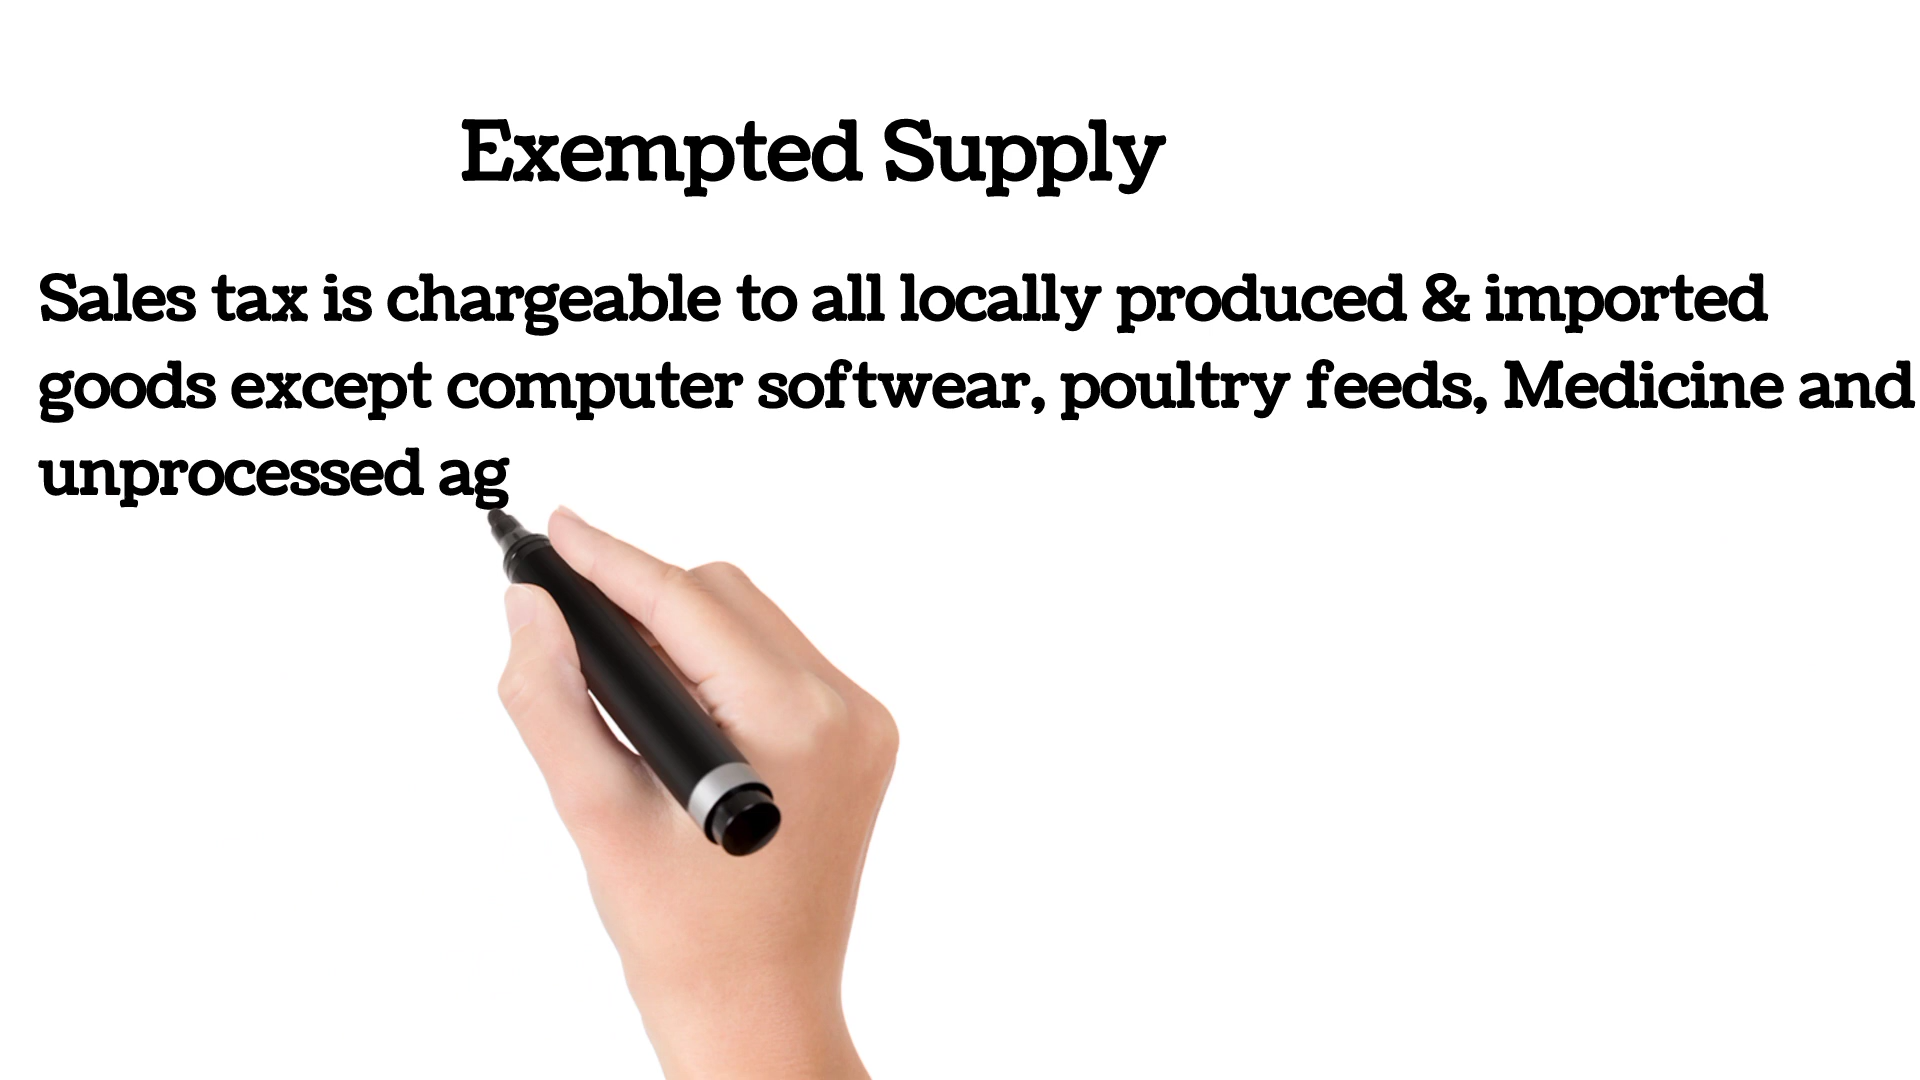 Exempted Supply
Sales tax is chargeable to all locally produced & imported
goods except computer softwear, poultry feeds, Medicine and
unprocessed ag